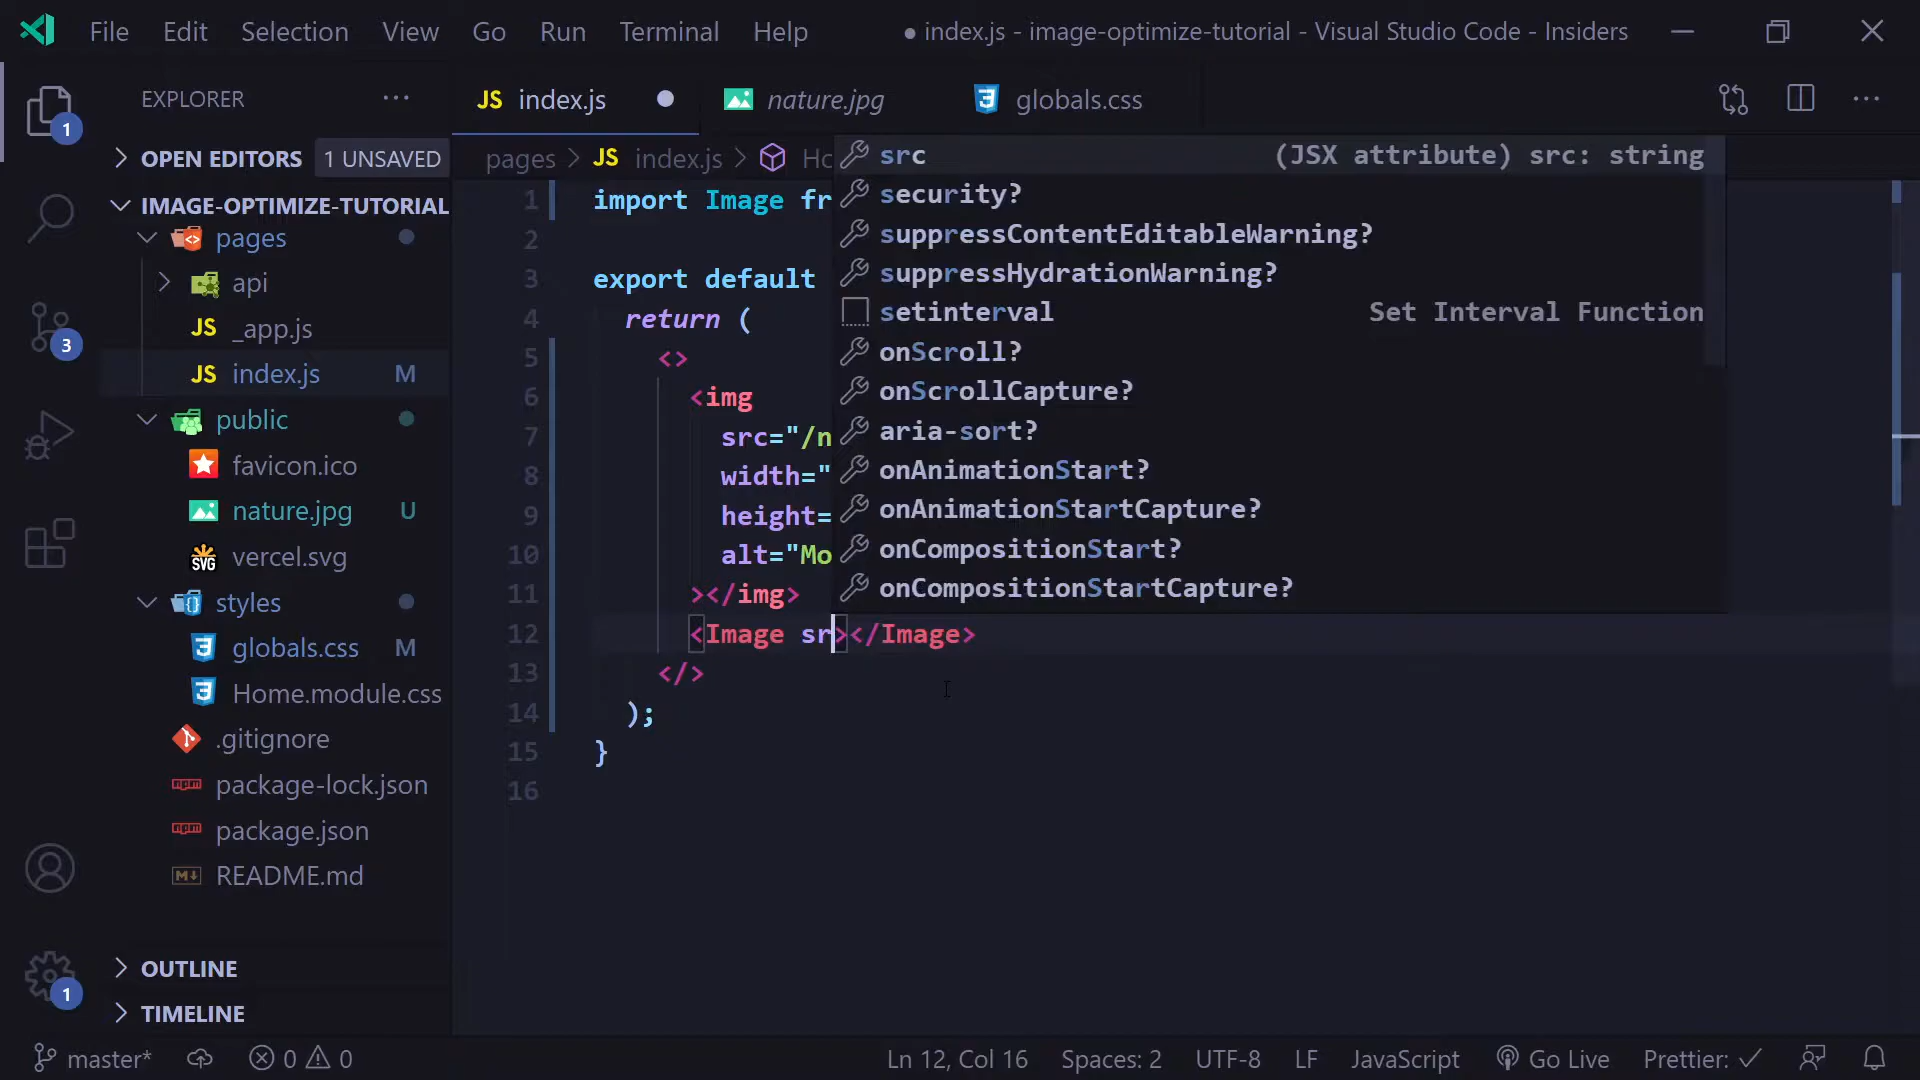 File Edit Selection View Go Run Terminal Help
● index.js - image-optimize-tutorial - Visual Studio Code - Insiders
EXPLORER
JS index.js
nature.jpg
globals.css
1
OPEN EDITORS 1 UNSAVED
IMAGE-OPTIMIZE-TUTORIAL
pages
api
JS _app.js
3
JS index.js M
public
favicon.ico
nature.jpg U
SVG vercel.svg
styles
globals.css M
Home.module.css
.gitignore
package-lock.json
package.json
README.md
1
OUTLINE
TIMELINE
pages > JS index.js > Hc
src (JSX attribute) src: string
security?
suppressContentEditableWarning?
suppressHydrationWarning?
setinterval Set Interval Function
onScroll?
onScrollCapture?
aria-sort?
onAnimationStart?
onAnimationStartCapture?
onCompositionStart?
onCompositionStartCapture?
1 import Image fr
2
3 export default
4 return (
5 <>
6 <img
7 src="/n
8 width="
9 height=
10 alt="Mo
11 ></img>
12 <Image sr></Image>
13 </>
14 );
15 }
16
master* 0 0 Ln 12, Col 16 Spaces: 2 UTF-8 LF JavaScript Go Live Prettier: ✓